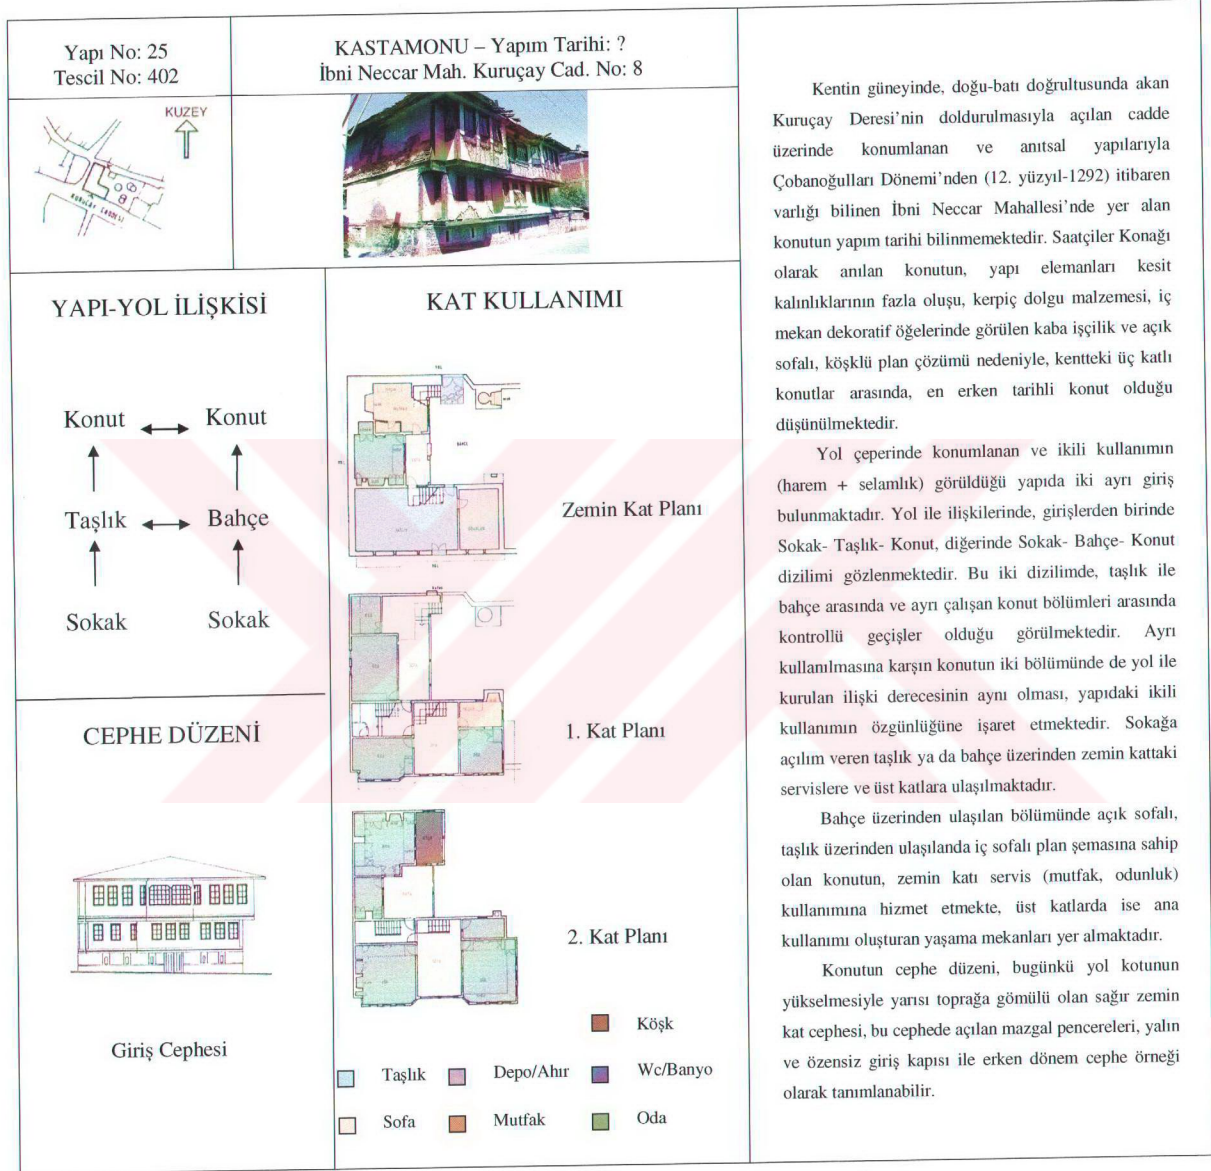 Yapı No: 25
Tescil No: 402
KASTAMONU – Yapım Tarihi: ?
İbni Neccar Mah. Kuruçay Cad. No: 8
KUZEY
KURUÇAY CADDESİ
YAPI-YOL İLİŞKİSİ
Konut Konut
Taşlık Bahçe
Sokak Sokak
CEPHE DÜZENİ
Giriş Cephesi
KAT KULLANIMI
Zemin Kat Planı
1. Kat Planı
2. Kat Planı
Köşk
Taşlık Depo/Ahır Wc/Banyo
Sofa Mutfak Oda
Kentin güneyinde, doğu-batı doğrultusunda akan
Kuruçay Deresi’nin doldurulmasıyla açılan cadde
üzerinde konumlanan ve anıtsal yapılarıyla
Çobanoğulları Dönemi’nden (12. yüzyıl-1292) itibaren
varlığı bilinen İbni Neccar Mahallesi’nde yer alan
konutun yapım tarihi bilinmemektedir. Saatçiler Konağı
olarak anılan konutun, yapı elemanları kesit
kalınlıklarının fazla oluşu, kerpiç dolgu malzemesi, iç
mekan dekoratif öğelerinde görülen kaba işçilik ve açık
sofalı, köşklü plan çözümü nedeniyle, kentteki üç katlı
konutlar arasında, en erken tarihli konut olduğu
düşünülmektedir.
Yol çeperinde konumlanan ve ikili kullanımın
(harem + selamlık) görüldüğü yapıda iki ayrı giriş
bulunmaktadır. Yol ile ilişkilerinde, girişlerden birinde
Sokak- Taşlık- Konut, diğerinde Sokak- Bahçe- Konut
dizilimi gözlenmektedir. Bu iki dizilimde, taşlık ile
bahçe arasında ve ayrı çalışan konut bölümleri arasında
kontrollü geçişler olduğu görülmektedir. Ayrı
kullanılmasına karşın konutun iki bölümünde de yol ile
kurulan ilişki derecesinin aynı olması, yapıdaki ikili
kullanımın özgünlüğüne işaret etmektedir. Sokağa
açılım veren taşlık ya da bahçe üzerinden zemin kattaki
servislere ve üst katlara ulaşılmaktadır.
Bahçe üzerinden ulaşılan bölümünde açık sofalı,
taşlık üzerinden ulaşılanda iç sofalı plan şemasına sahip
olan konutun, zemin katı servis (mutfak, odunluk)
kullanımına hizmet etmekte, üst katlarda ise ana
kullanımı oluşturan yaşama mekanları yer almaktadır.
Konutun cephe düzeni, bugünkü yol kotunun
yükselmesiyle yarısı toprağa gömülü olan sağır zemin
kat cephesi, bu cephede açılan mazgal pencereleri, yalın
ve özensiz giriş kapısı ile erken dönem cephe örneği
olarak tanımlanabilir.